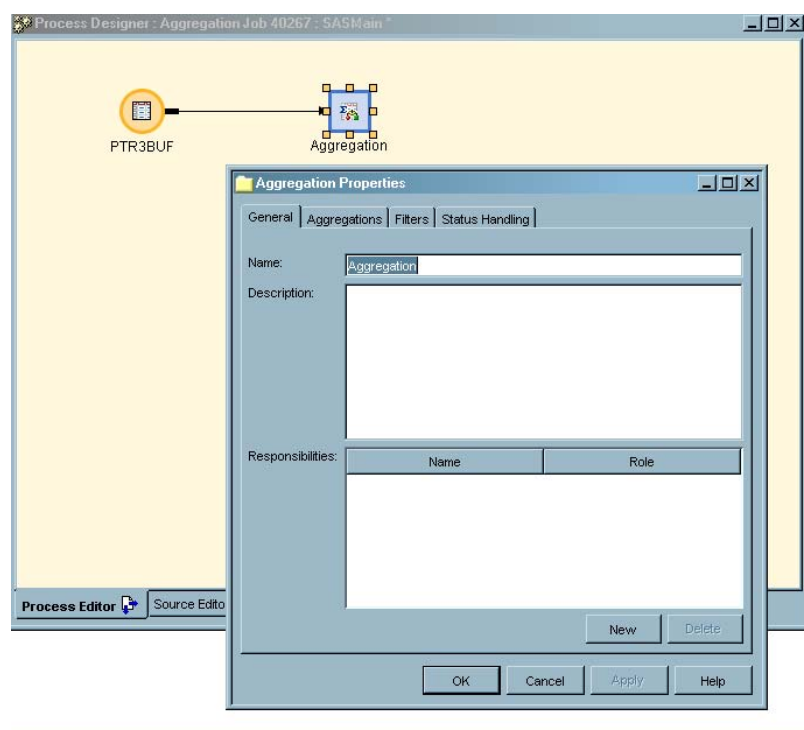 Process Designer : Aggregation Job 40267 : SASMain *
PTR3BUF
Aggregation
Aggregation Properties
General Aggregations Filters Status Handling
Name: Aggregation
Description:
Responsibilities: Name Role
Process Editor Source Edito
New Delete
OK Cancel Apply Help